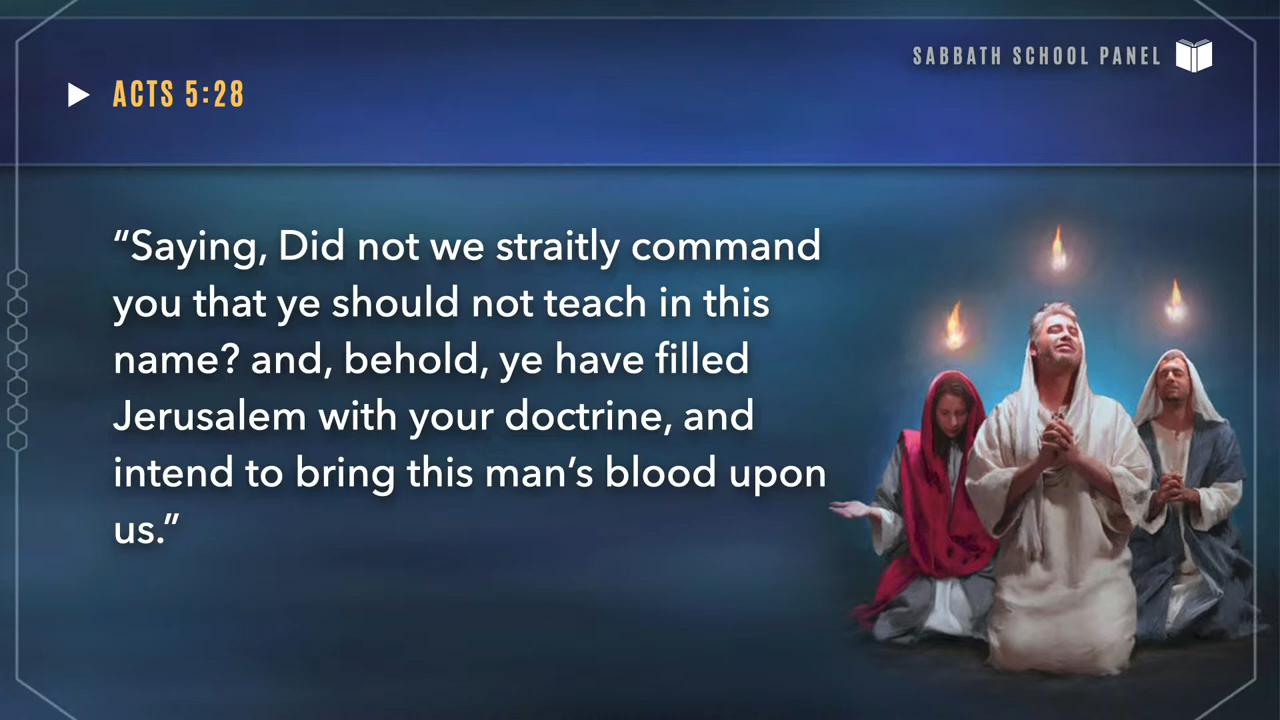 SABBATH SCHOOL PANEL
ACTS 5:28
“Saying, Did not we straitly command
you that ye should not teach in this
name? and, behold, ye have filled
Jerusalem with your doctrine, and
intend to bring this man’s blood upon
us.”